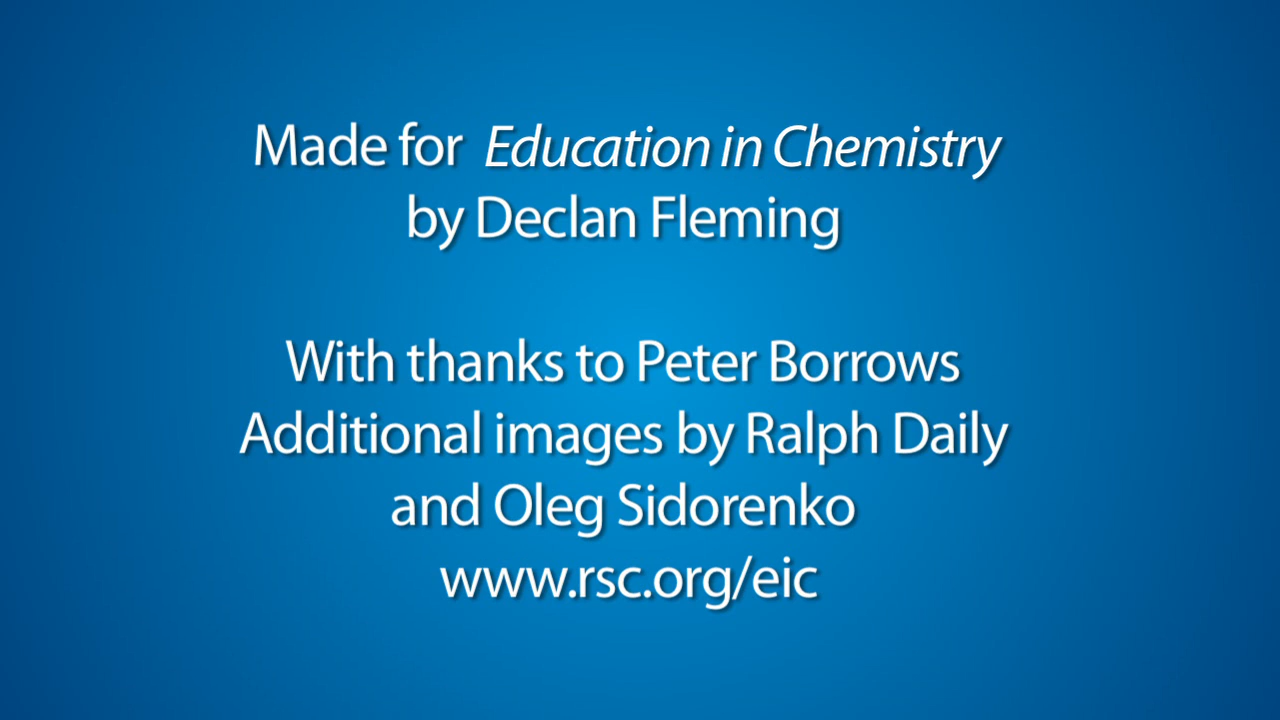 Made for Education in Chemistry
by Declan Fleming
With thanks to Peter Borrows
Additional images by Ralph Daily
and Oleg Sidorenko
www.rsc.org/eic